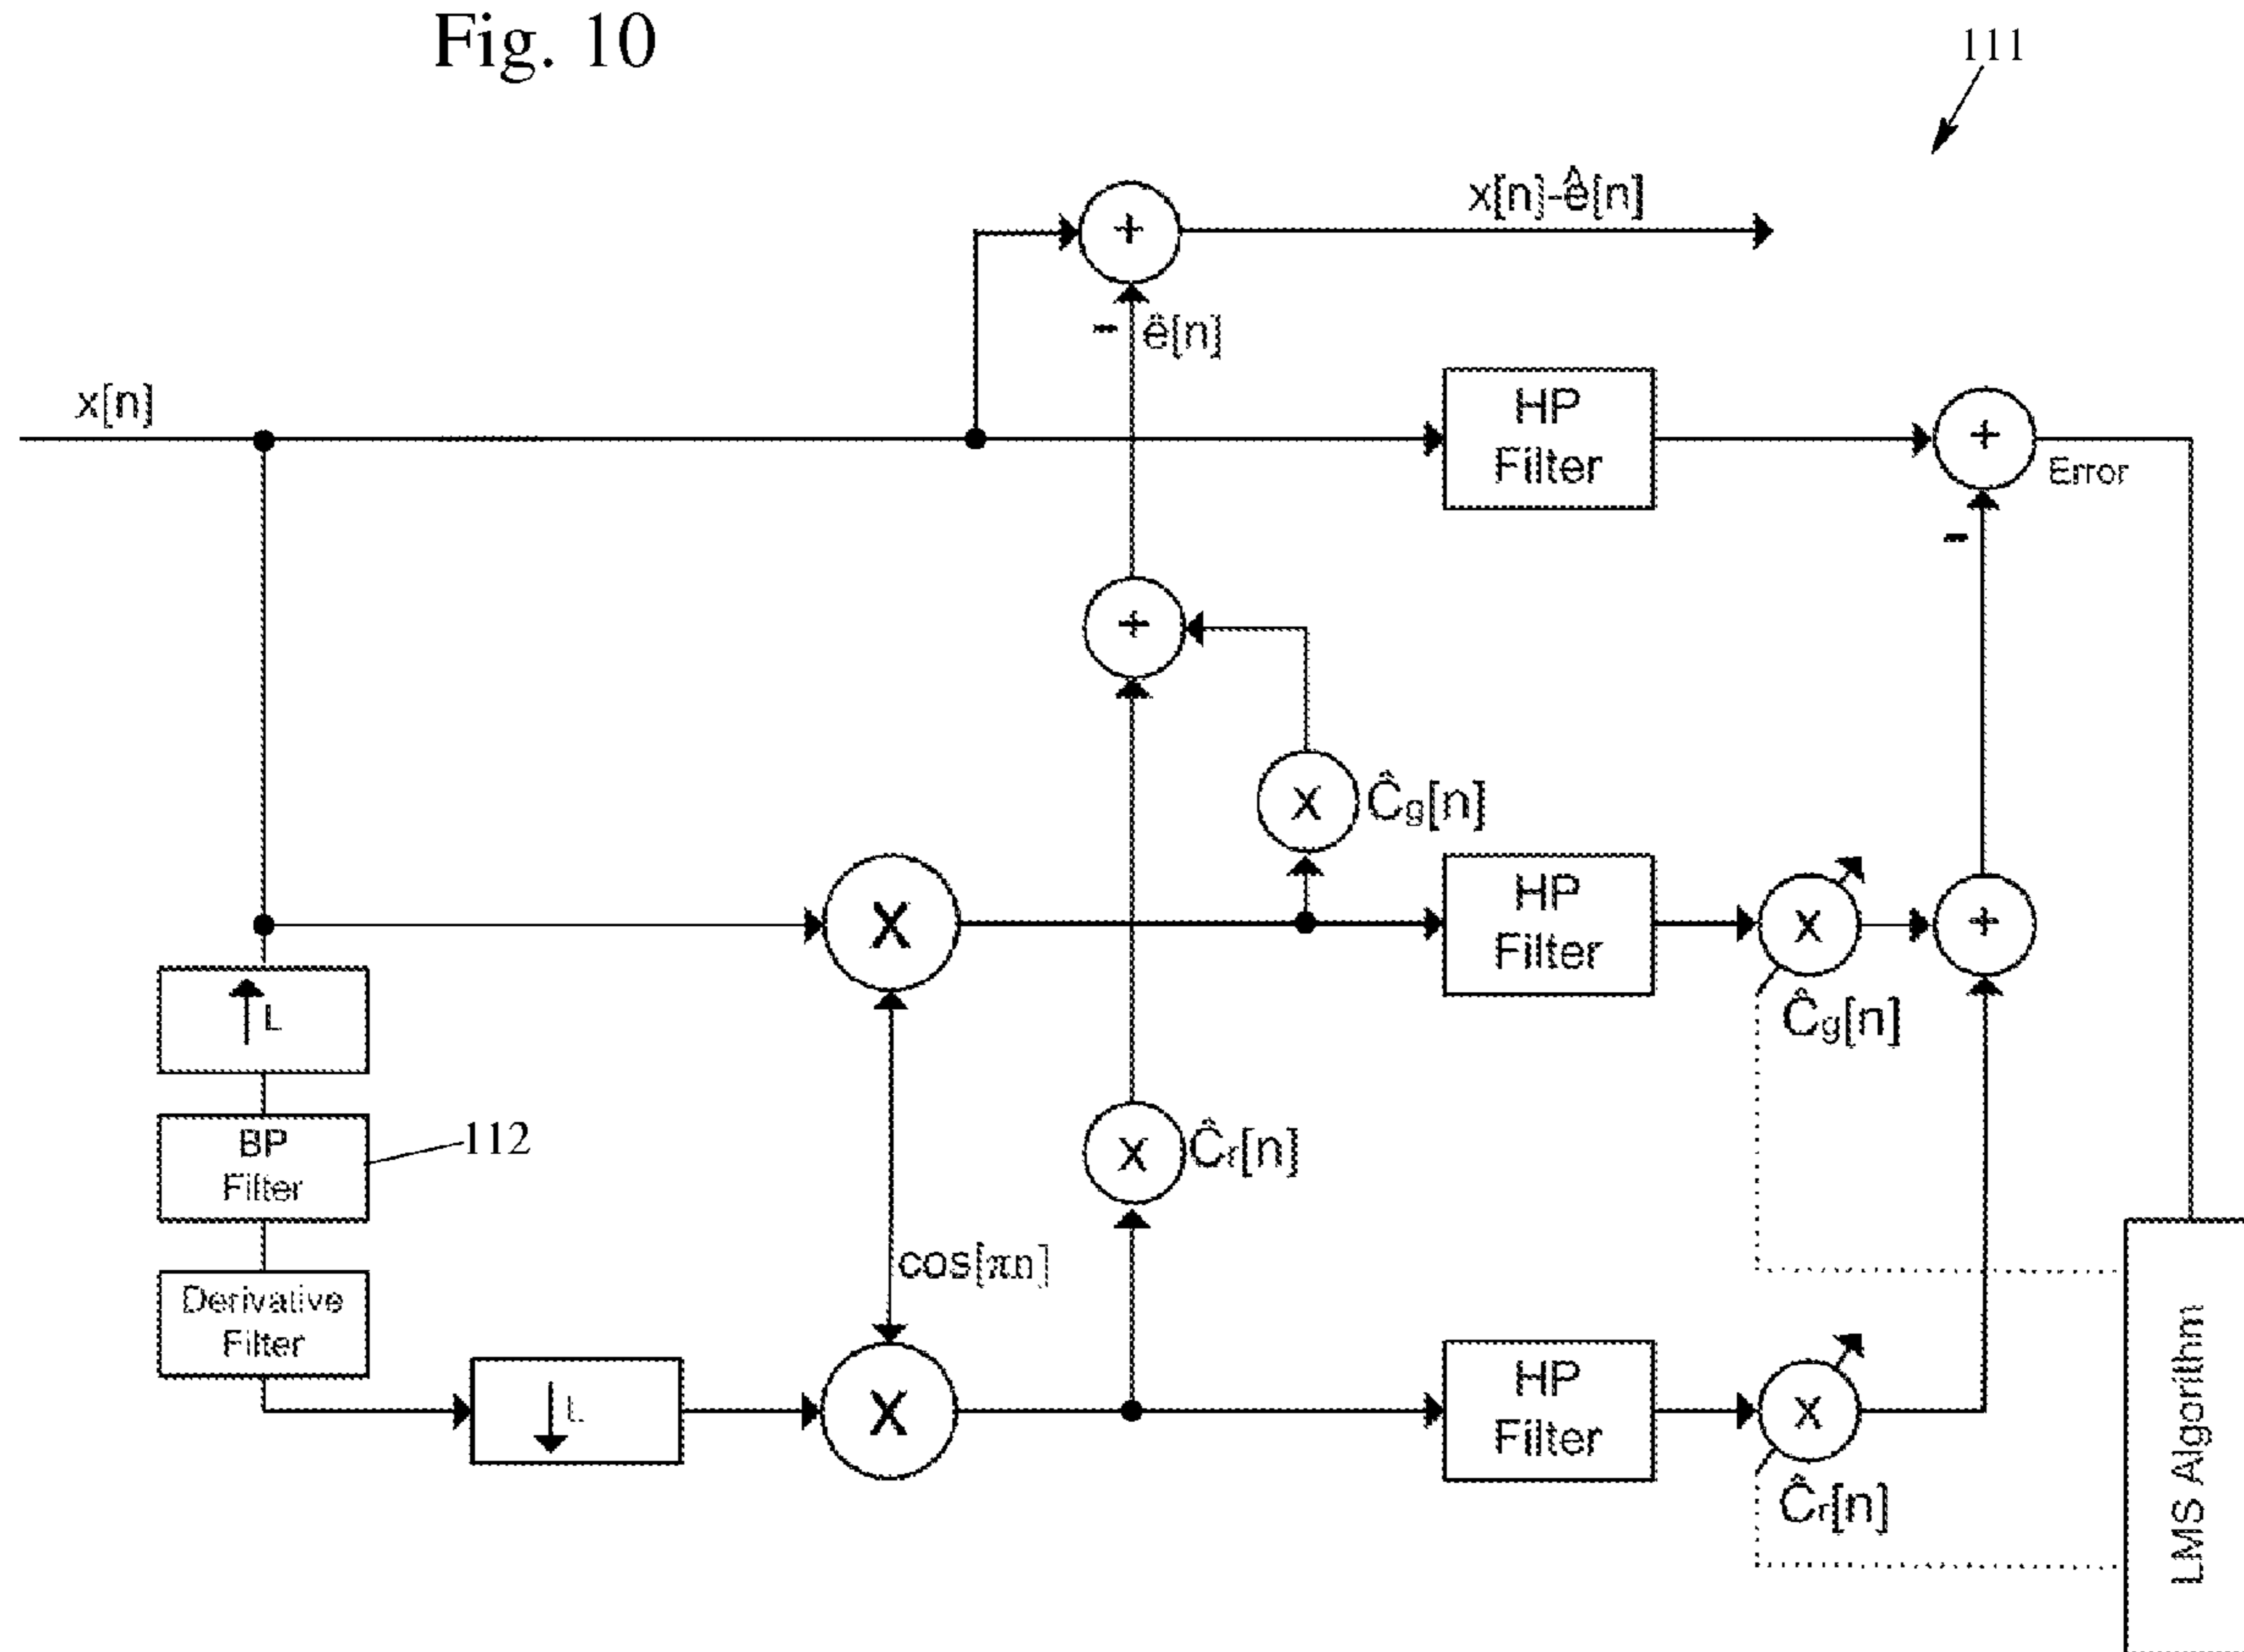 Fig. 10
111
x[n]-ê[n]
+
- ê[n]
x[n]
HP
Filter
+
Error
-
+
x Ĉg[n]
X
HP
Filter
x
+
Ĉg[n]
↑L
BP
Filter
112
x Ĉr[n]
cos[πn]
Derivative
Filter
↓L
X
HP
Filter
x
Ĉr[n]
LMS Algorithm